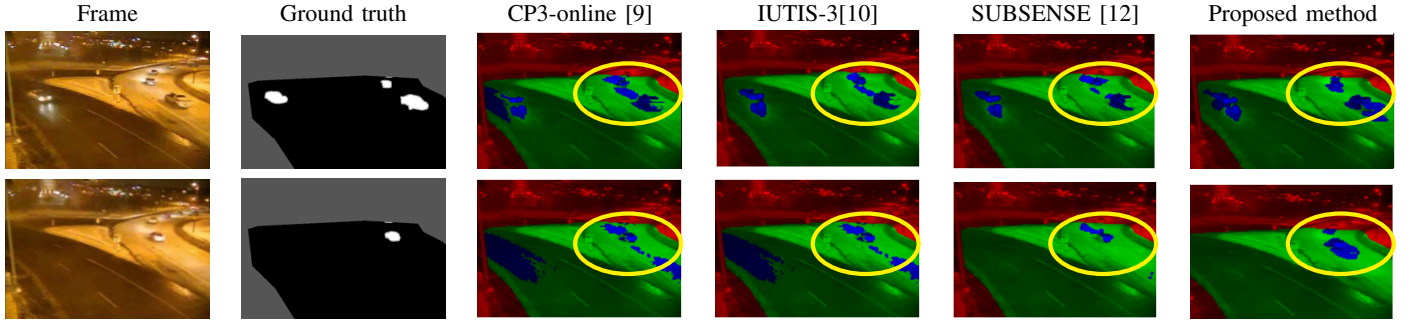 Frame
Ground truth
CP3-online [9]
IUTIS-3[10]
SUBSENSE [12]
Proposed method